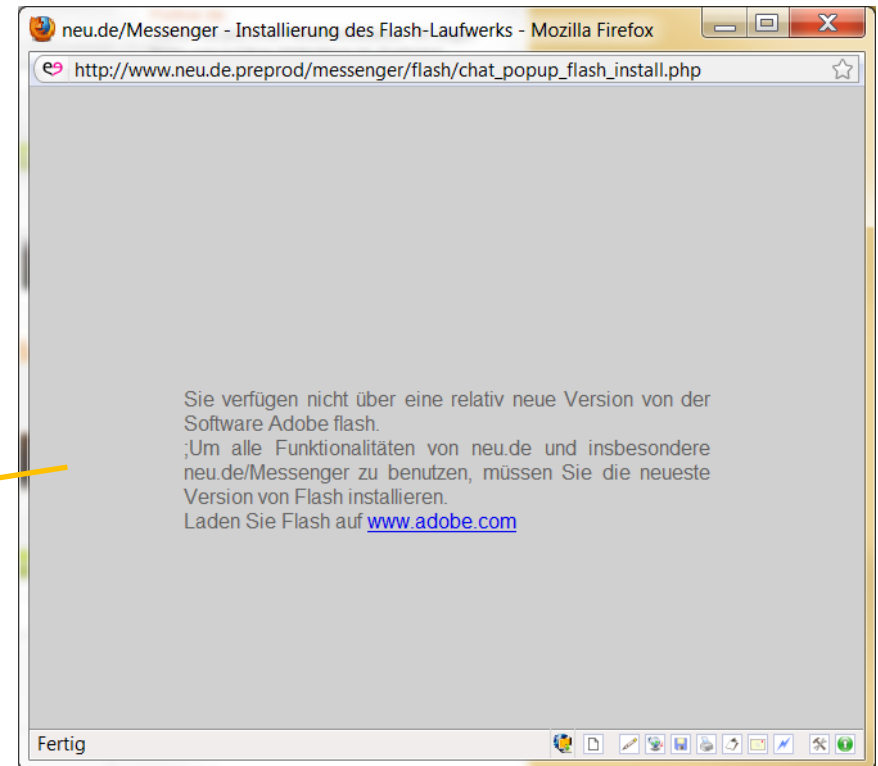 neu.de/Messenger - Installierung des Flash-Laufwerks - Mozilla Firefox
http://www.neu.de.preprod/messenger/flash/chat_popup_flash_install.php
Sie verfügen nicht über eine relativ neue Version von der
Software Adobe flash.
;Um alle Funktionalitäten von neu.de und insbesondere
neu.de/Messenger zu benutzen, müssen Sie die neueste
Version von Flash installieren.
Laden Sie Flash auf www.adobe.com
Fertig